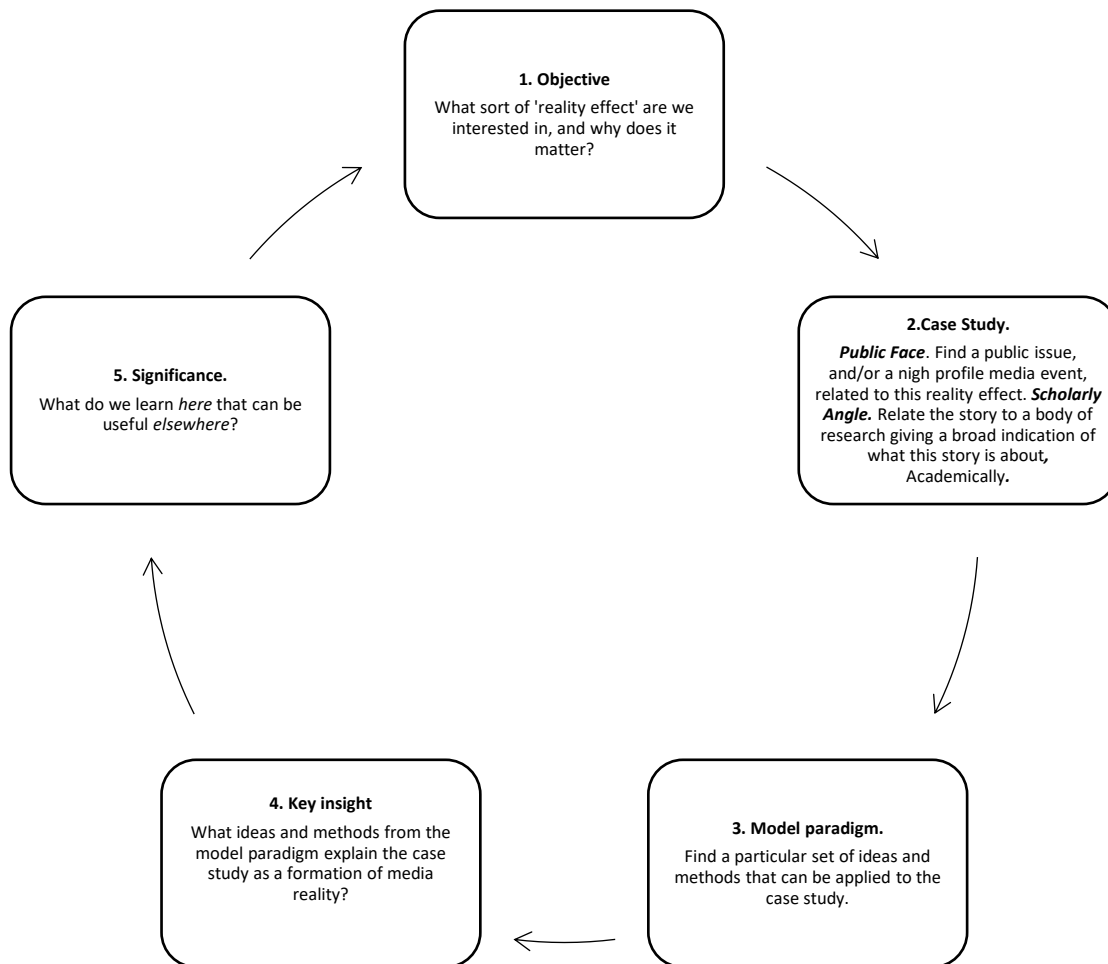 1. Objective
What sort of 'reality effect' are we
interested in, and why does it
matter?
2.Case Study.
Public Face. Find a public issue,
and/or a nigh profile media event,
related to this reality effect. Scholarly
Angle. Relate the story to a body of
research giving a broad indication of
what this story is about,
Academically.
3. Model paradigm.
Find a particular set of ideas and
methods that can be applied to the
case study.
4. Key insight
What ideas and methods from the
model paradigm explain the case
study as a formation of media
reality?
5. Significance.
What do we learn here that can be
useful elsewhere?